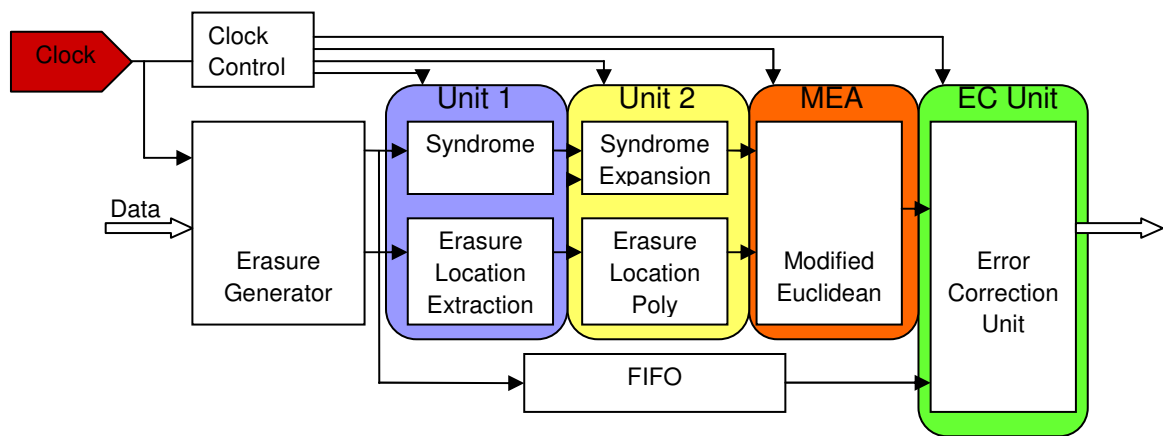 Clock
Clock
Control
Unit 1
Unit 2
MEA
EC Unit
Syndrome
Syndrome
Expansion
Data
Erasure
Generator
Erasure
Location
Extraction
Erasure
Location
Poly
Modified
Euclidean
Error
Correction
Unit
FIFO